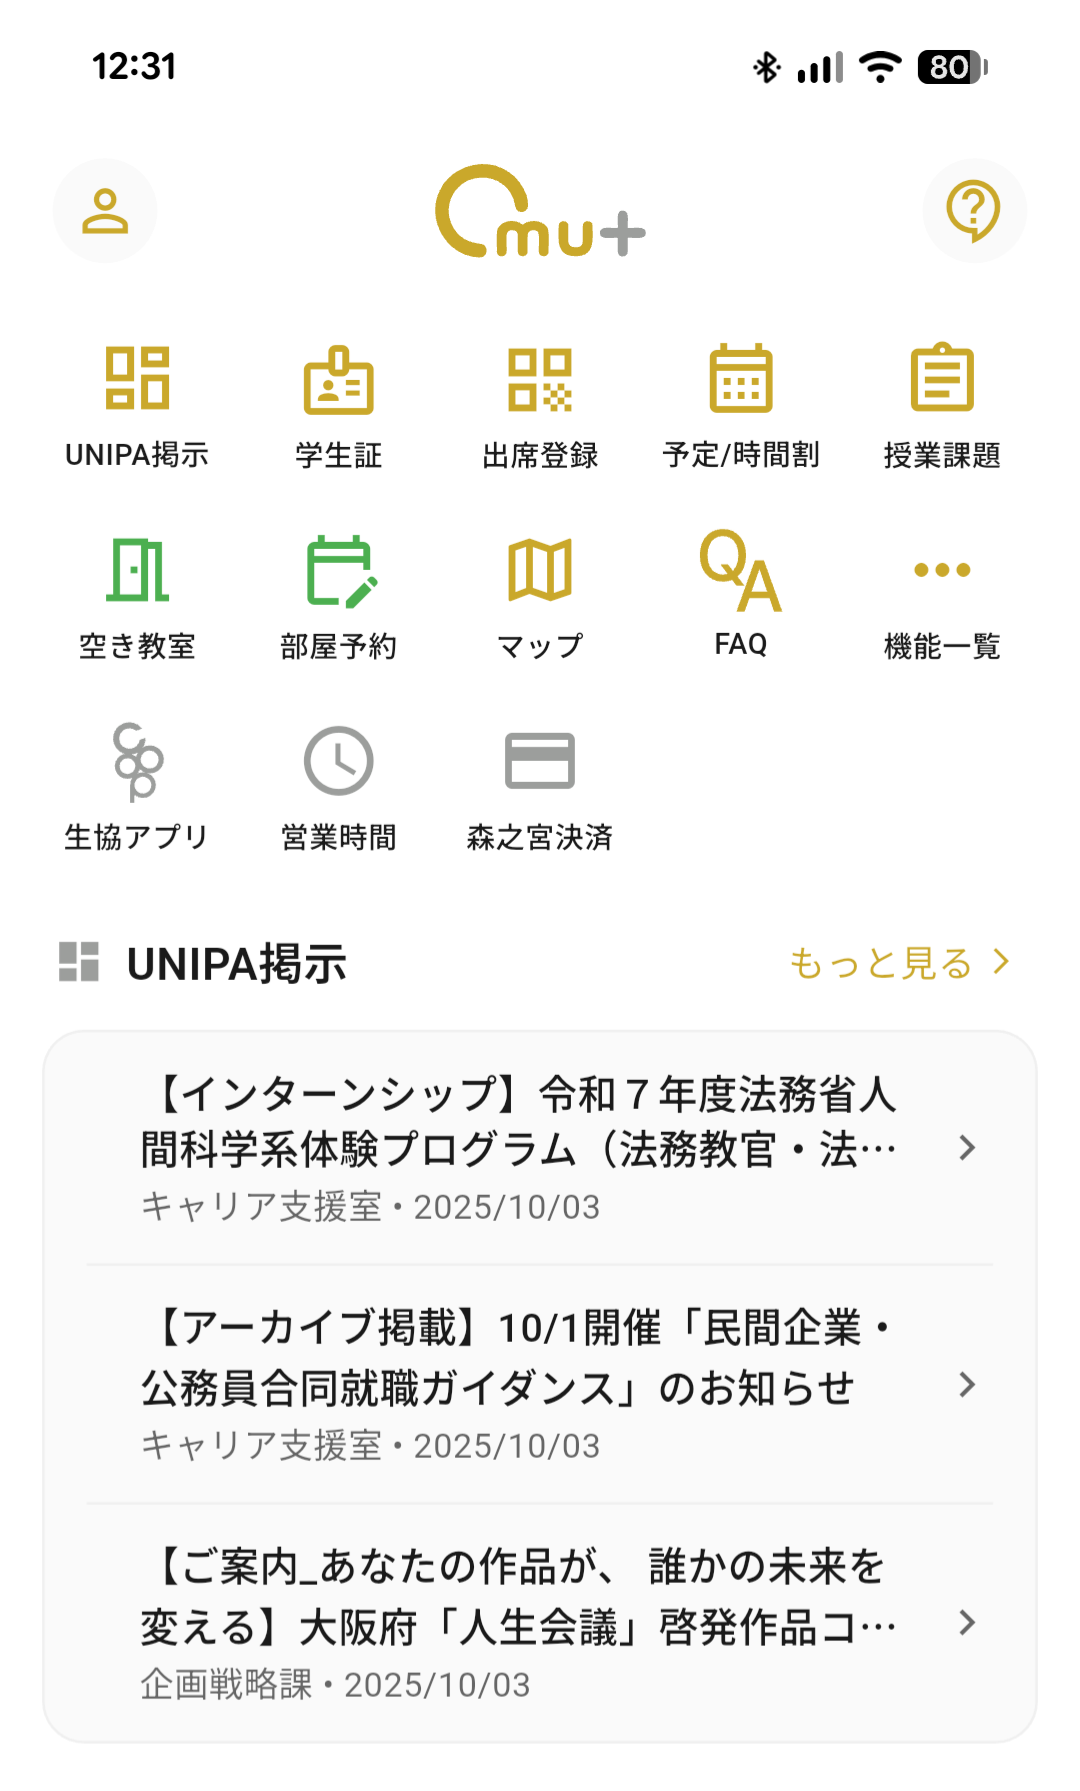 12:31
80
Omu+
UNIPA掲示
学生証
出席登録
予定/時間割
授業課題
空き教室
部屋予約
マップ
QA
FAQ
機能一覧
coop
生協アプリ
営業時間
森之宮決済
UNIPA掲示
もっと見る
【インターンシップ】令和７年度法務省人
間科学系体験プログラム（法務教官・法…
キャリア支援室 • 2025/10/03
【アーカイブ掲載】10/1開催「民間企業・
公務員合同就職ガイダンス」のお知らせ
キャリア支援室 • 2025/10/03
【ご案内_あなたの作品が、 誰かの未来を
変える】大阪府「人生会議」啓発作品コ…
企画戦略課 • 2025/10/03